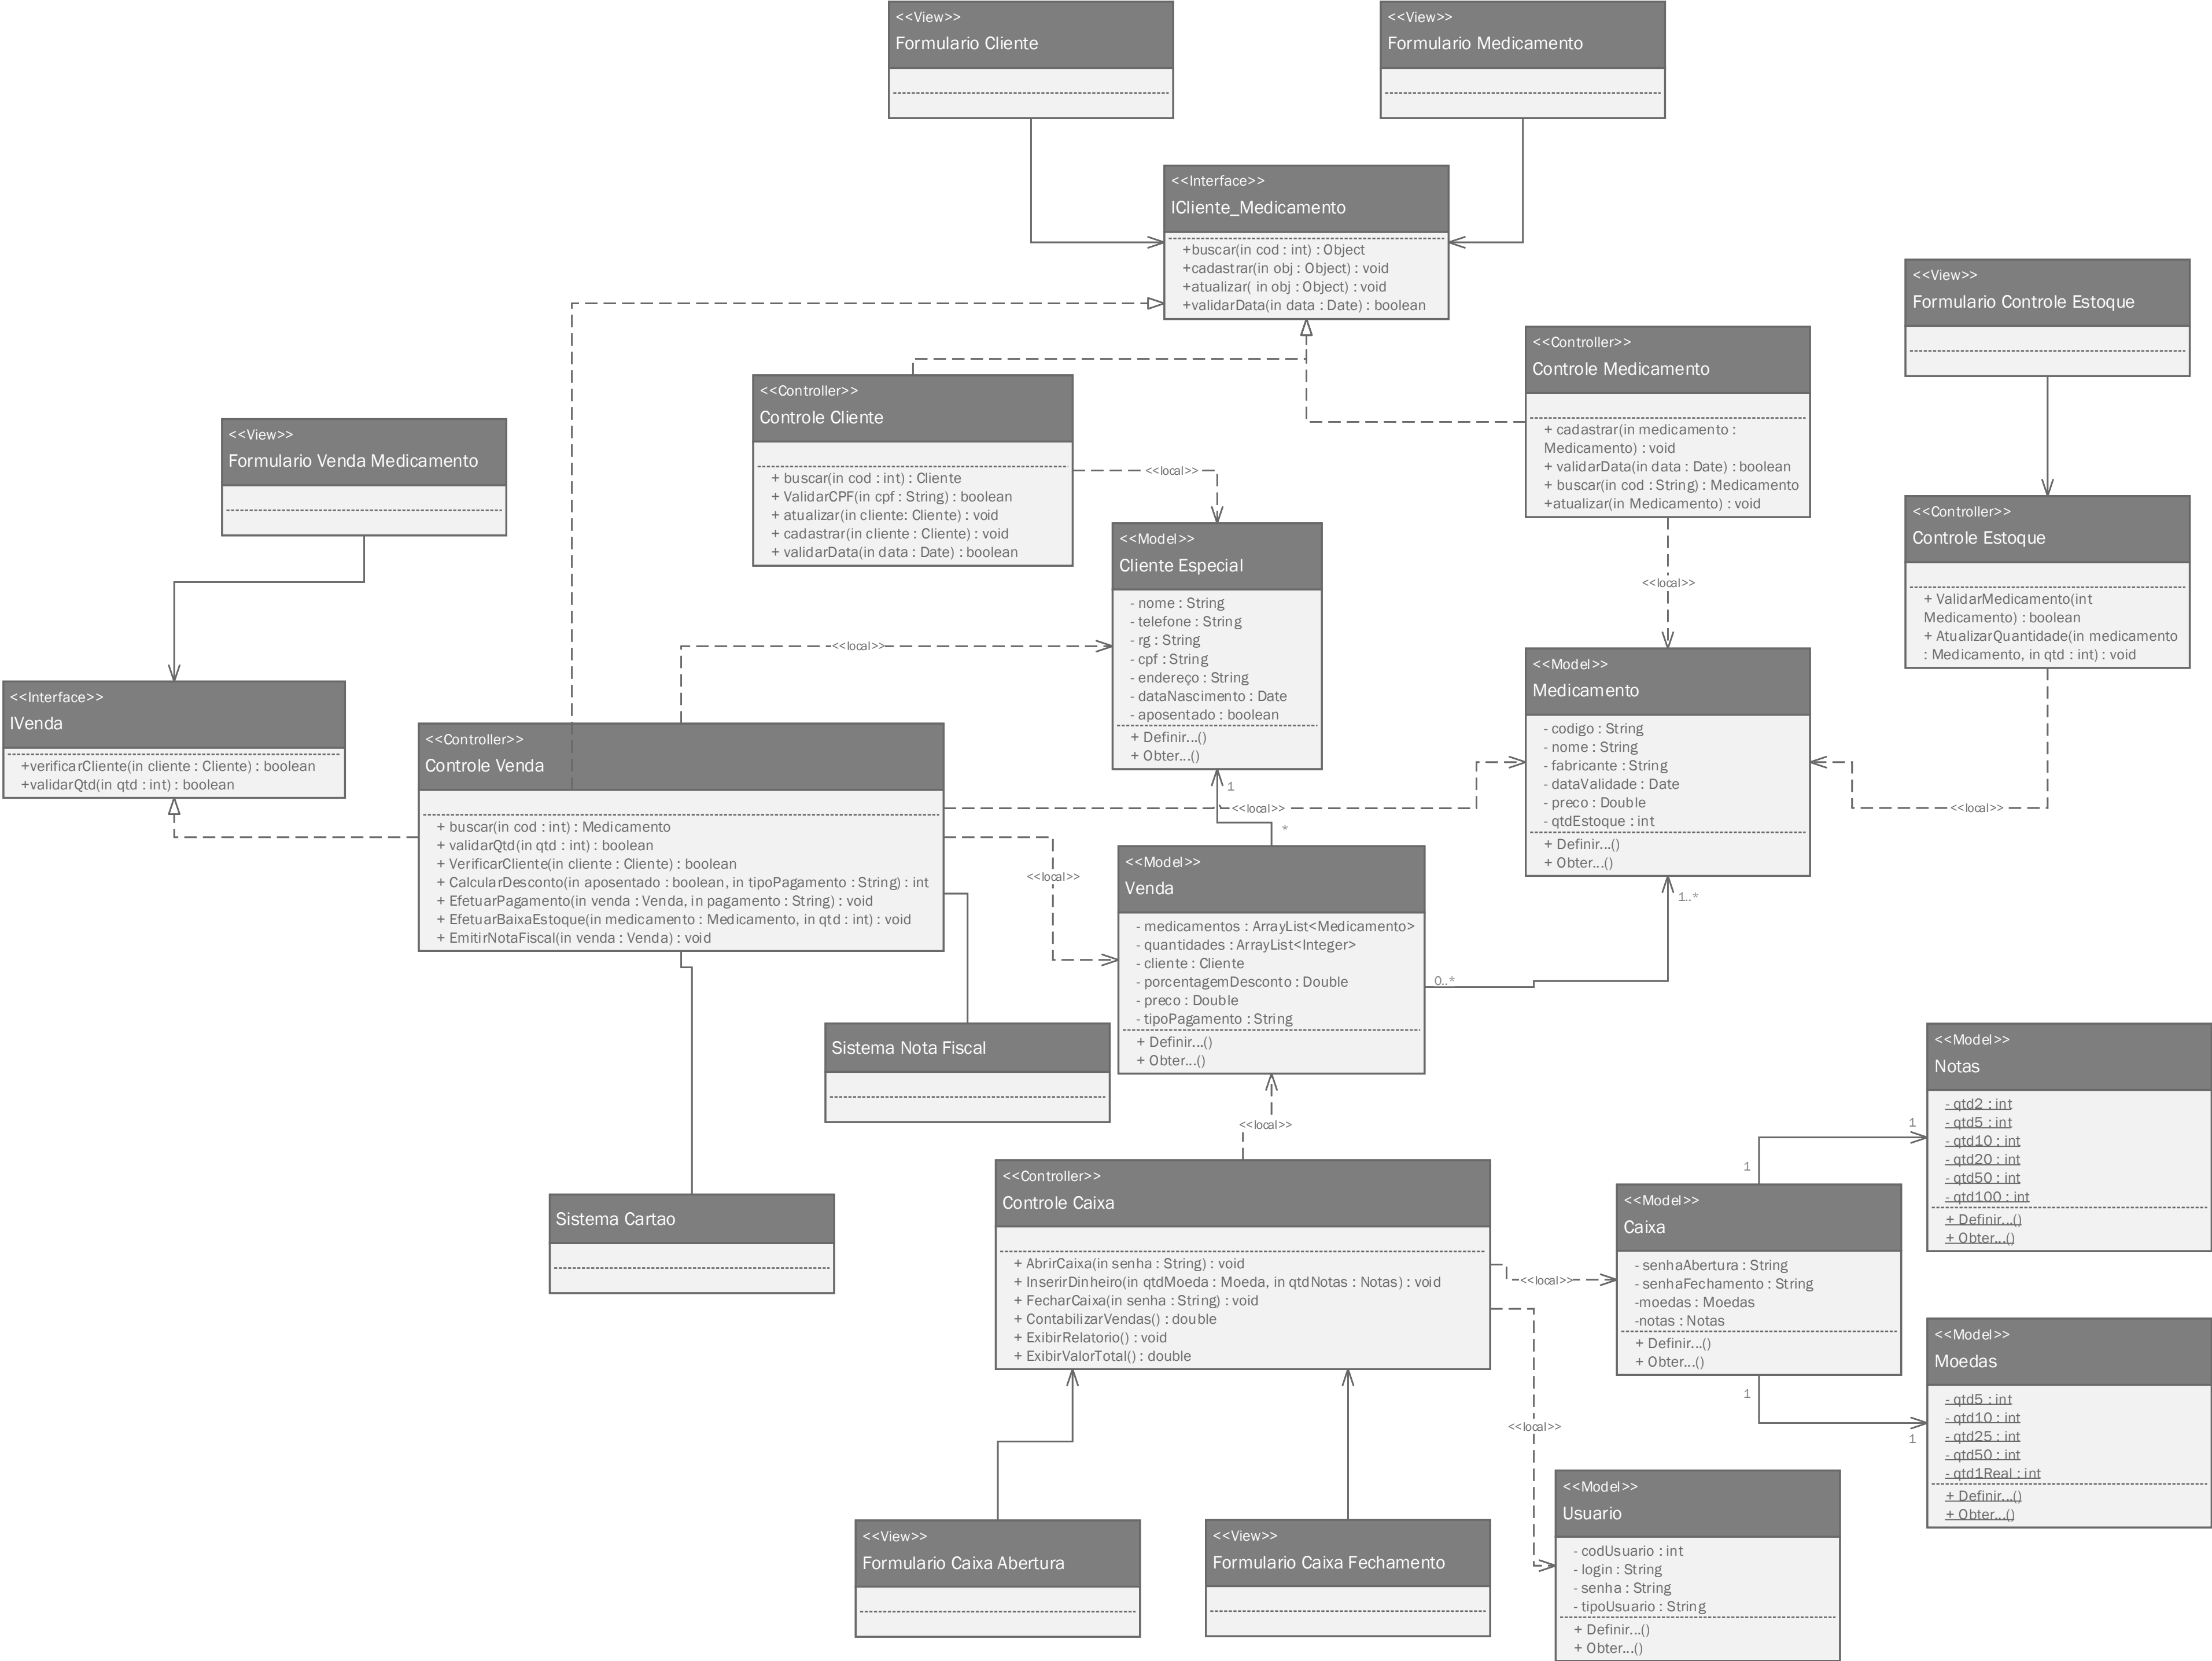 <<View>>
Formulario Cliente
<<View>>
Formulario Medicamento
<<Interface>>
ICliente_Medicamento
+buscar(in cod : int) : Object
+cadastrar(in obj : Object) : void
+atualizar( in obj : Object) : void
+validarData(in data : Date) : boolean
<<View>>
Formulario Controle Estoque
<<Controller>>
Controle Medicamento
+ cadastrar(in medicamento :
Medicamento) : void
+ validarData(in data : Date) : boolean
+ buscar(in cod : String) : Medicamento
+atualizar(in Medicamento) : void
<<Controller>>
Controle Cliente
+ buscar(in cod : int) : Cliente
+ ValidarCPF(in cpf : String) : boolean
+ atualizar(in cliente: Cliente) : void
+ cadastrar(in cliente : Cliente) : void
+ validarData(in data : Date) : boolean
<<local>>
<<View>>
Formulario Venda Medicamento
<<Controller>>
Controle Estoque
+ ValidarMedicamento(int
Medicamento) : boolean
+ AtualizarQuantidade(in medicamento
: Medicamento, in qtd : int) : void
<<local>>
<<Model>>
Cliente Especial
- nome : String
- telefone : String
- rg : String
- cpf : String
- endereço : String
- dataNascimento : Date
- aposentado : boolean
+ Definir...()
+ Obter...()
<<local>>
<<Model>>
Medicamento
- codigo : String
- nome : String
- fabricante : String
- dataValidade : Date
- preco : Double
- qtdEstoque : int
+ Definir...()
+ Obter...()
<<local>>
<<Interface>>
IVenda
+verificarCliente(in cliente : Cliente) : boolean
+validarQtd(in qtd : int) : boolean
<<Controller>>
Controle Venda
+ buscar(in cod : int) : Medicamento
+ validarQtd(in qtd : int) : boolean
+ VerificarCliente(in cliente : Cliente) : boolean
+ CalcularDesconto(in aposentado : boolean, in tipoPagamento : String) : int
+ EfetuarPagamento(in venda : Venda, in pagamento : String) : void
+ EfetuarBaixaEstoque(in medicamento : Medicamento, in qtd : int) : void
+ EmitirNotaFiscal(in venda : Venda) : void
1
<<local>>
*
<<local>>
<<Model>>
Venda
- medicamentos : ArrayList<Medicamento>
- quantidades : ArrayList<Integer>
- cliente : Cliente
- porcentagemDesconto : Double
- preco : Double
- tipoPagamento : String
+ Definir...()
+ Obter...()
1..*
0..*
Sistema Nota Fiscal
<<local>>
Sistema Cartao
<<Controller>>
Controle Caixa
+ AbrirCaixa(in senha : String) : void
+ InserirDinheiro(in qtdMoeda : Moeda, in qtdNotas : Notas) : void
+ FecharCaixa(in senha : String) : void
+ ContabilizarVendas() : double
+ ExibirRelatorio() : void
+ ExibirValorTotal() : double
<<local>>
<<Model>>
Caixa
- senhaAbertura : String
- senhaFechamento : String
-moedas : Moedas
-notas : Notas
+ Definir...()
+ Obter...()
1
1
<<Model>>
Notas
- qtd2 : int
- qtd5 : int
- qtd10 : int
- qtd20 : int
- qtd50 : int
- qtd100 : int
+ Definir...()
+ Obter...()
1
1
<<Model>>
Moedas
- qtd5 : int
- qtd10 : int
- qtd25 : int
- qtd50 : int
- qtd1Real : int
+ Definir...()
+ Obter...()
<<local>>
<<View>>
Formulario Caixa Abertura
<<View>>
Formulario Caixa Fechamento
<<Model>>
Usuario
- codUsuario : int
- login : String
- senha : String
- tipoUsuario : String
+ Definir...()
+ Obter...()